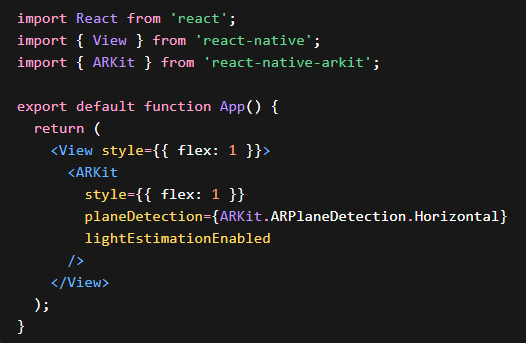 import React from 'react';
import { View } from 'react-native';
import { ARKit } from 'react-native-arkit';

export default function App() {
  return (
    <View style={{ flex: 1 }}>
      <ARKit
        style={{ flex: 1 }}
        planeDetection={ARKit.ARPlaneDetection.Horizontal}
        lightEstimationEnabled
      />
    </View>
  );
}